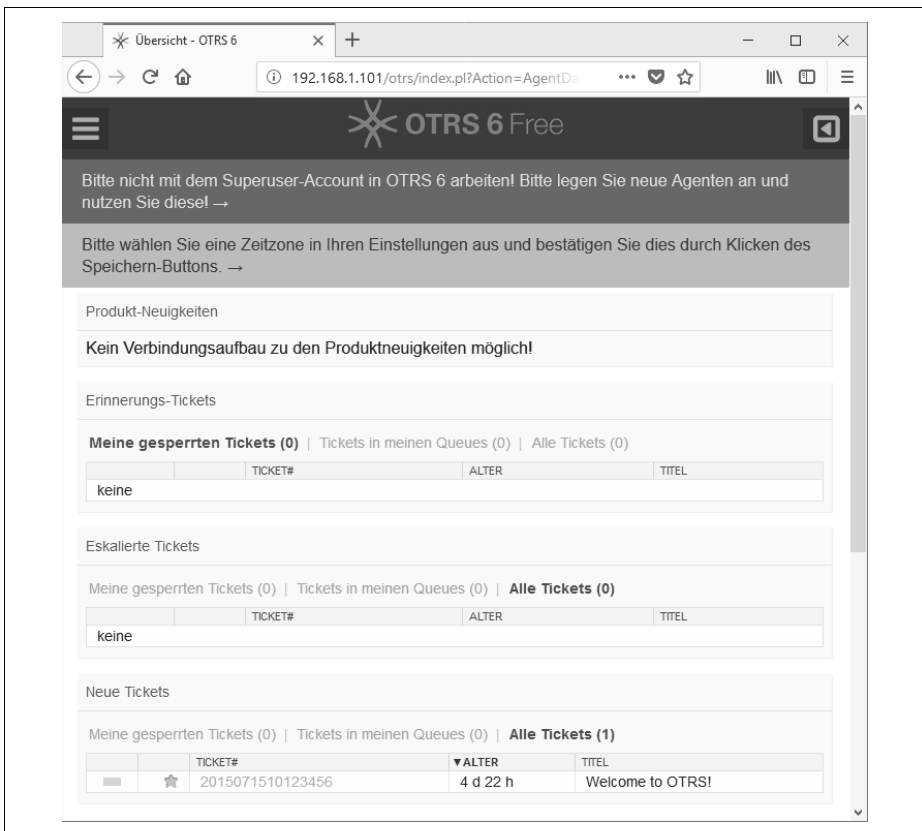 Übersicht - OTRS 6
192.168.1.101/otrs/index.pl?Action=AgentDa
OTRS 6 Free
Bitte nicht mit dem Superuser-Account in OTRS 6 arbeiten! Bitte legen Sie neue Agenten an und
nutzen Sie diese! →
Bitte wählen Sie eine Zeitzone in Ihren Einstellungen aus und bestätigen Sie dies durch Klicken des
Speichern-Buttons. →
Produkt-Neuigkeiten
Kein Verbindungsaufbau zu den Produktneuigkeiten möglich!
Erinnerungs-Tickets
Meine gesperrten Tickets (0) | Tickets in meinen Queues (0) | Alle Tickets (0)
TICKET# ALTER TITEL
keine
Eskalierte Tickets
Meine gesperrten Tickets (0) | Tickets in meinen Queues (0) | Alle Tickets (0)
TICKET# ALTER TITEL
keine
Neue Tickets
Meine gesperrten Tickets (0) | Tickets in meinen Queues (0) | Alle Tickets (1)
TICKET# ▼ALTER TITEL
2015071510123456 4 d 22 h Welcome to OTRS!